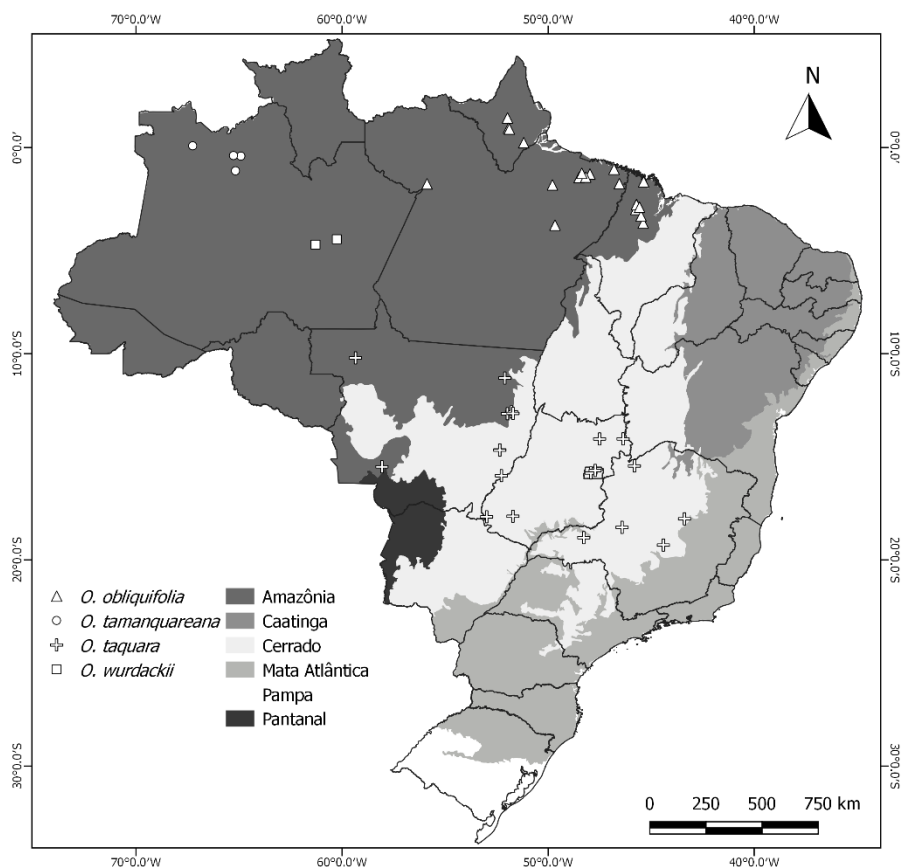 70°0.0'W 60°0.0'W 50°0.0'W 40°0.0'W
N
0°0.0' 0°0.0'
10°0.0'S 10°0.0'S
20°0.0'S 20°0.0'S
O. obliquifolia Amazônia
O. tamanquareana Caatinga
O. taquara Cerrado
O. wurdackii Mata Atlântica
Pampa
Pantanal
30°0.0'S 30°0.0'S
0 250 500 750 km
70°0.0'W 60°0.0'W 50°0.0'W 40°0.0'W